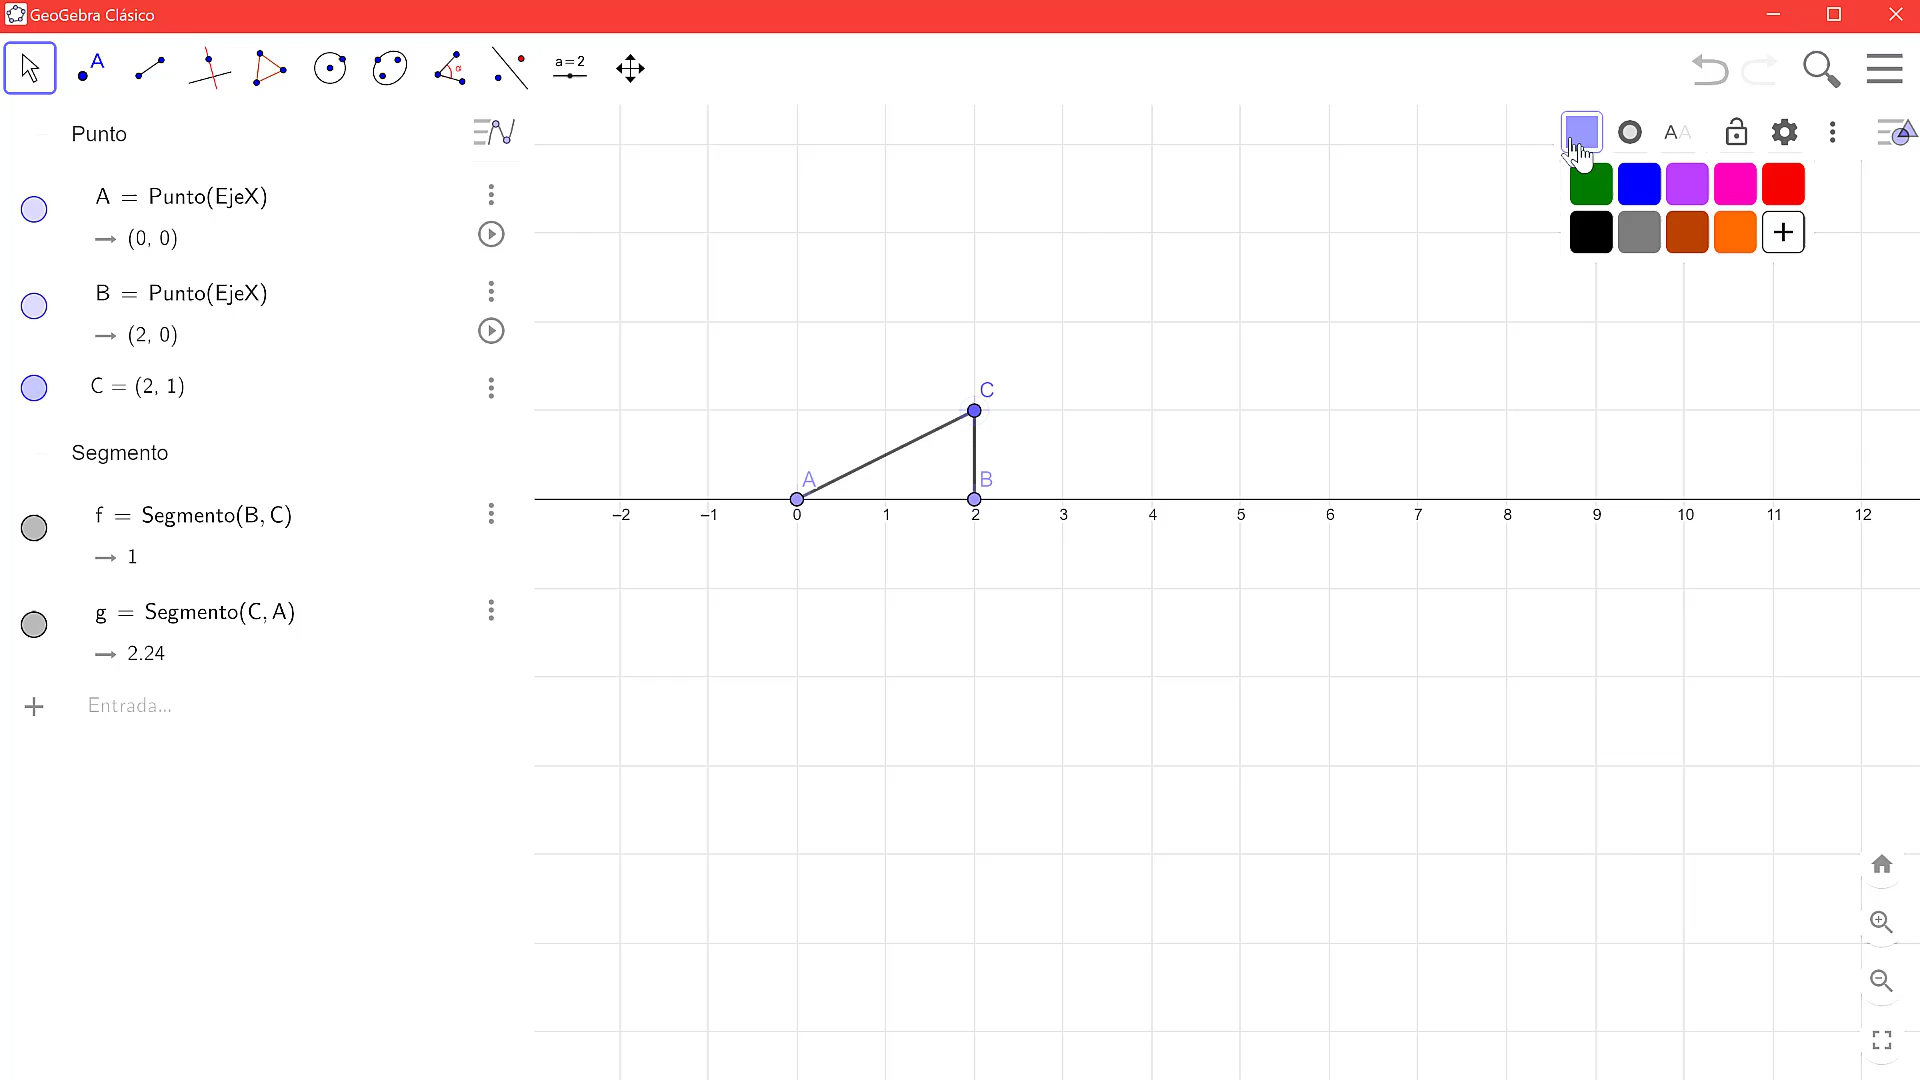 GeoGebra Clásico
A
α
a=2
Punto
A = Punto(EjeX)
→ (0, 0)
B = Punto(EjeX)
→ (2, 0)
C = (2, 1)
Segmento
f = Segmento(B, C)
→ 1
g = Segmento(C, A)
→ 2.24
+ Entrada...
AA
+
C
A
B
−2 −1 0 1 2 3 4 5 6 7 8 9 10 11 12